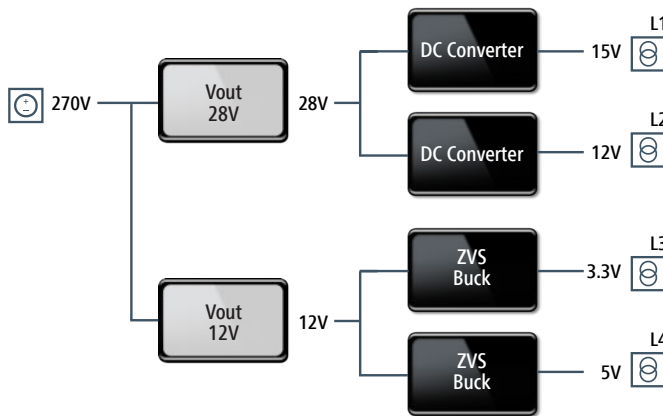 270V
Vout
28V
28V
DC Converter
15V
L1
DC Converter
12V
L2
Vout
12V
12V
ZVS
Buck
3.3V
L3
ZVS
Buck
5V
L4